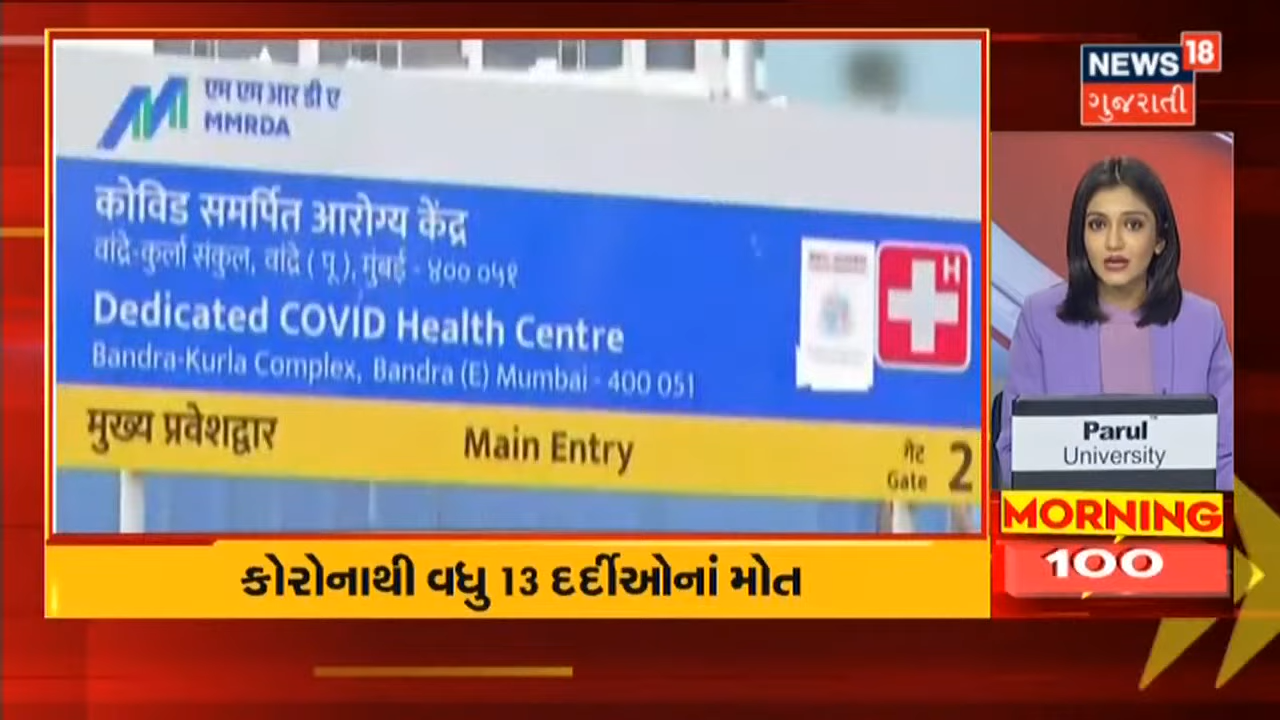 एम एम आर डी ए
MMRDA
कोविड समर्पित आरोग्य केंद्र
वांद्रे-कुर्ला संकुल, वांद्रे ( पू ), मुंबई - ४०० ०५१
Dedicated COVID Health Centre
Bandra-Kurla Complex, Bandra (E) Mumbai - 400 051
H
मुख्य प्रवेशद्वार
Main Entry
गेट
Gate 2
કોરોનાથી વધુ 13 દર્દીઓનાં મોત
NEWS 18
ગુજરાતી
Parul
University
MORNING
100